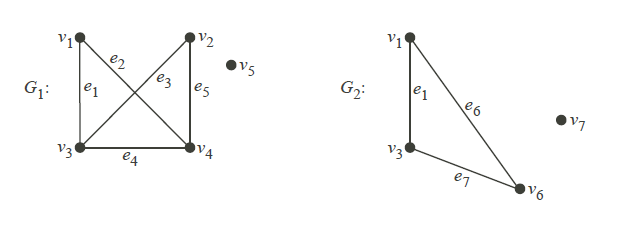 v₁ v₂ v₁
e₂
v₅
G₁: e₁ e₃ e₅ G₂: e₁
e₆
v₇
v₃ e₄ v₄ v₃
e₇
v₆